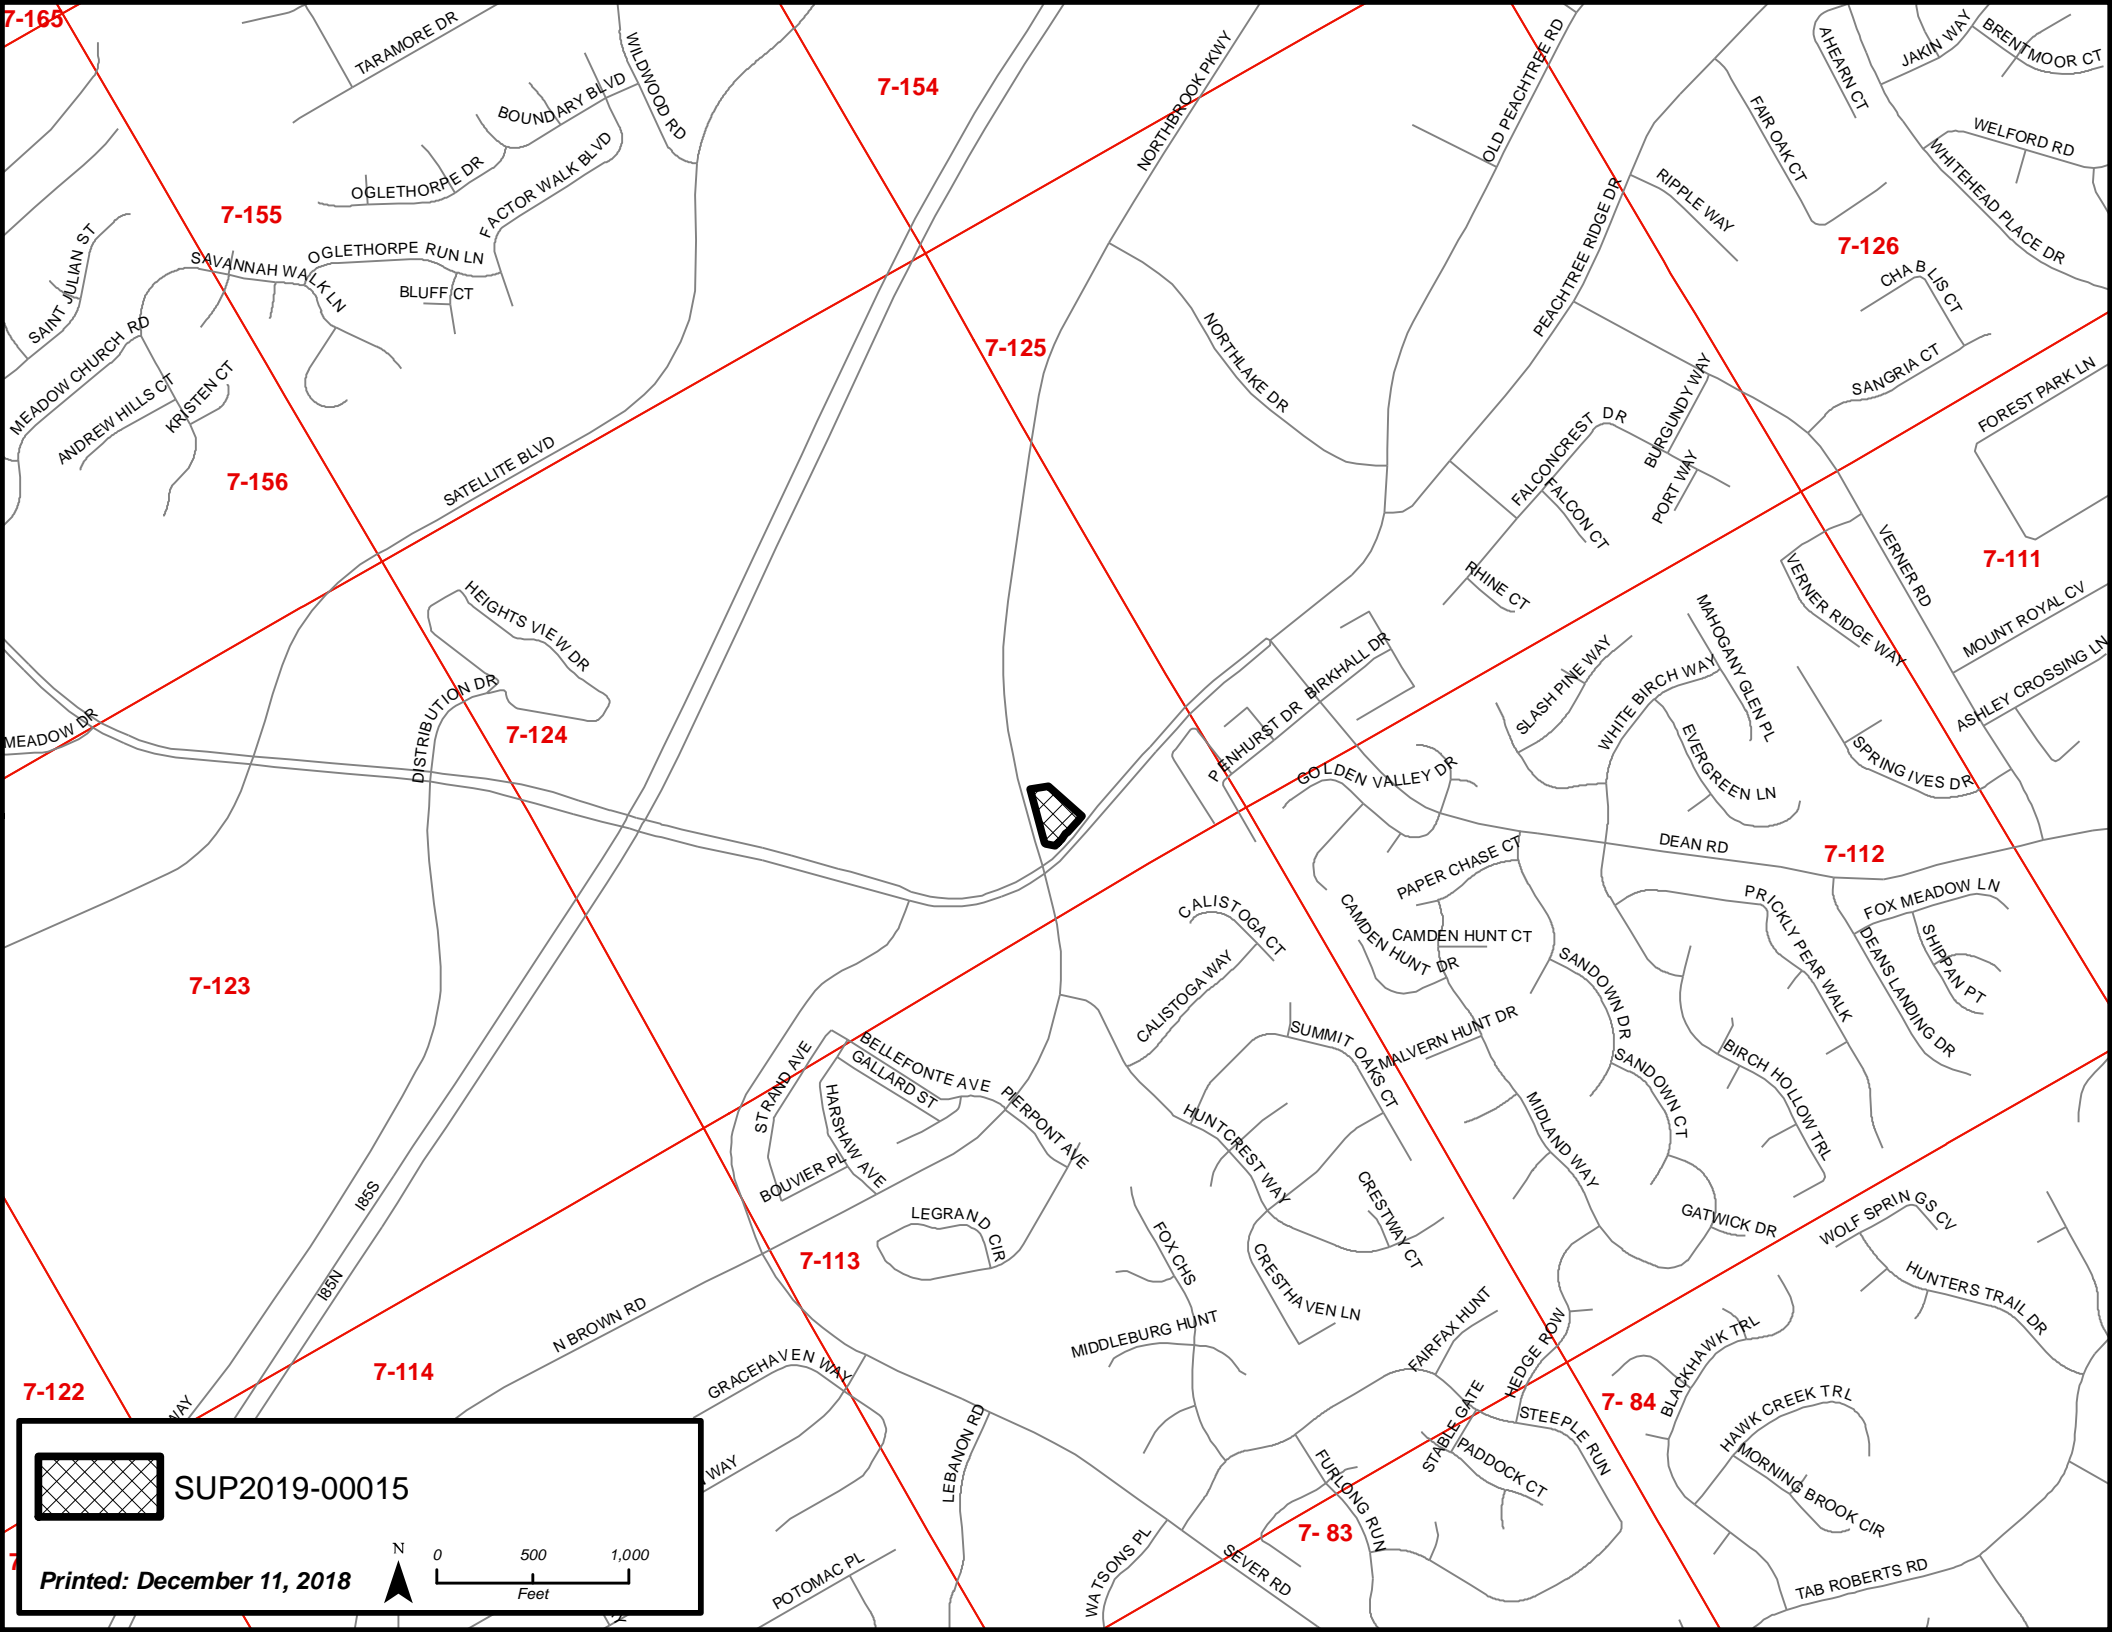 7-165
TARAMORE DR
WILDWOOD RD
7-154
NORTHBROOK PKWY
OLD PEACHTREE RD
AHEARN CT
JAKIN WAY
BRENTMOOR CT
BOUNDARY BLVD
FAIR OAK CT
WELFORD RD
WHITEHEAD PLACE DR
OGLETHORPE DR
FACTOR WALK BLVD
7-155
RIPPLE WAY
PEACHTREE RIDGE DR
7-126
SAINT JULIAN ST
SAVANNAH WALK LN
OGLETHORPE RUN LN
BLUFF CT
CHABLIS CT
MEADOW CHURCH RD
ANDREW HILLS CT
KRISTEN CT
7-125
NORTHLAKE DR
SANGRIA CT
FOREST PARK LN
BURGUNDY WAY
FALCONCREST DR
FALCON CT
PORT WAY
7-156
SATELLITE BLVD
RHINE CT
VERNER RD
7-111
VERNER RIDGE WAY
MOUNT ROYAL CV
ASHLEY CROSSING LN
HEIGHTS VIEW DR
DISTRIBUTION DR
7-124
MEADOW DR
BIRKHALL DR
PENHURST DR
SLASH PINE WAY
MAHOGANY GLEN PL
WHITE BIRCH WAY
EVERGREEN LN
SPRING IVES DR
GOLDEN VALLEY DR
DEAN RD
7-112
PAPER CHASE CT
PRICKLY PEAR WALK
FOX MEADOW LN
SHIPPAN PT
DEANS LANDING DR
CALISTOGA CT
CALISTOGA WAY
CAMDEN HUNT CT
CAMDEN HUNT DR
SANDOWN DR
7-123
SUMMIT OAKS CT
MALVERN HUNT DR
SANDOWN CT
BIRCH HOLLOW TRL
STRAND AVE
BELLEFONTE AVE
GALLARD ST
HARSHAW AVE
PIERPONT AVE
BOUVIER PL
HUNTCREST WAY
MIDLAND WAY
I85S
I85N
LEGRAND CIR
7-113
FOX CHS
CRESTWAY CT
CRESTHAVEN LN
GATWICK DR
WOLF SPRINGS CV
HUNTERS TRAIL DR
N BROWN RD
MIDDLEBURG HUNT
FAIRFAX HUNT
HEDGE ROW
BLACKHAWK TRL
7-114
7-122
GRACEHAVEN WAY
7- 84
HAWK CREEK TRL
MORNING BROOK CIR
STABLE GATE
STEEPLE RUN
PADDOCK CT
FURLONG RUN
LEBANON RD
WAY
WAY
7- 83
WATSONS PL
SEVER RD
POTOMAC PL
TAB ROBERTS RD
SUP2019-00015
Printed: December 11, 2018
N
0 500 1,000
Feet
7